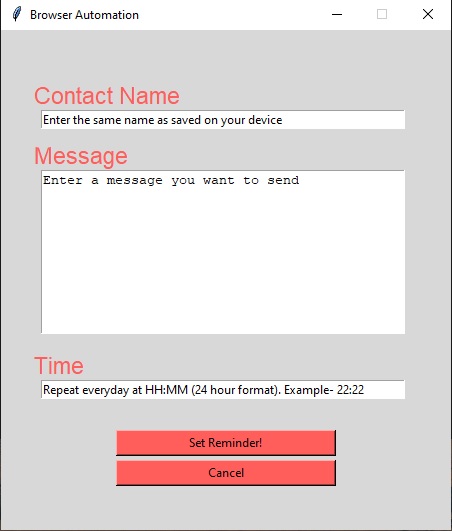 Browser Automation
Contact Name
Enter the same name as saved on your device
Message
Enter a message you want to send
Time
Repeat everyday at HH:MM (24 hour format). Example- 22:22
Set Reminder!
Cancel